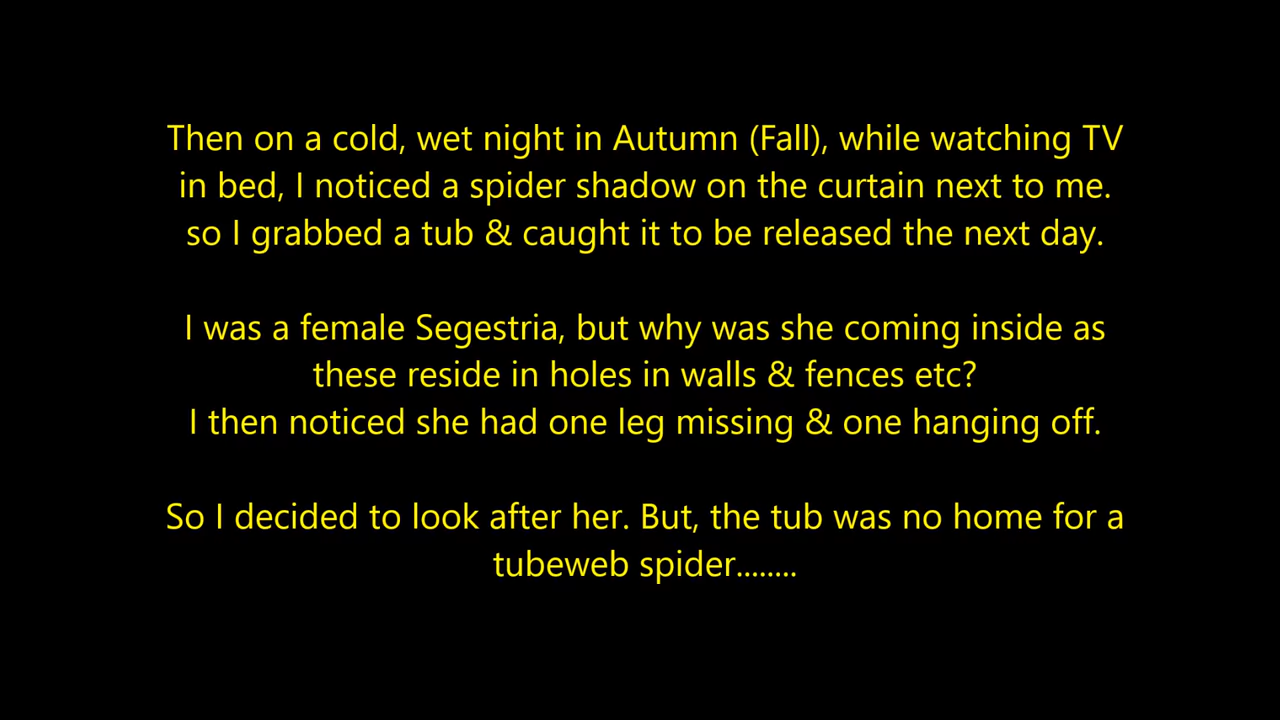 Then on a cold, wet night in Autumn (Fall), while watching TV
in bed, I noticed a spider shadow on the curtain next to me.
so I grabbed a tub & caught it to be released the next day.
I was a female Segestria, but why was she coming inside as
these reside in holes in walls & fences etc?
I then noticed she had one leg missing & one hanging off.
So I decided to look after her. But, the tub was no home for a
tubeweb spider........